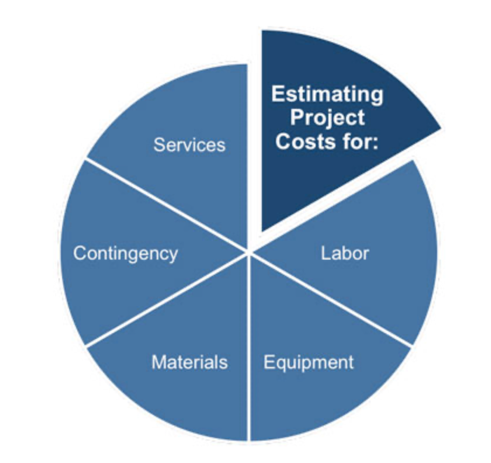 Estimating
Project
Costs for:
Services
Contingency
Labor
Materials
Equipment